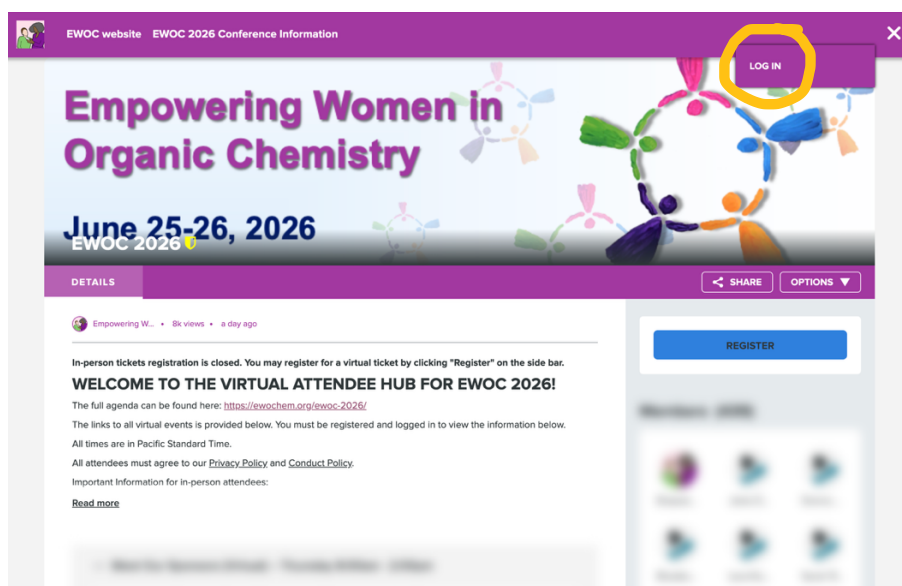 EWOC website EWOC 2026 Conference Information
LOG IN
Empowering Women in
Organic Chemistry
June 25-26, 2026
EWOC 2026
DETAILS
SHARE
OPTIONS
Empowering W... • 8k views • a day ago
REGISTER
In-person tickets registration is closed. You may register for a virtual ticket by clicking "Register" on the side bar.
WELCOME TO THE VIRTUAL ATTENDEE HUB FOR EWOC 2026!
The full agenda can be found here: https://ewochem.org/ewoc-2026/
The links to all virtual events is provided below. You must be registered and logged in to view the information below.
All times are in Pacific Standard Time.
All attendees must agree to our Privacy Policy and Conduct Policy.
Important Information for in-person attendees:
Read more